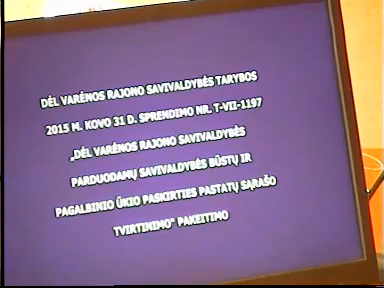 DĖL VARĖNOS RAJONO SAVIVALDYBĖS TARYBOS
2015 M. KOVO 31 D. SPRENDIMO NR. T-VII-1197
„DĖL VARĖNOS RAJONO SAVIVALDYBĖS
PARDUODAMŲ SAVIVALDYBĖS BŪSTŲ IR
PAGALBINIO ŪKIO PASKIRTIES PASTATŲ SĄRAŠO
TVIRTINIMO“ PAKEITIMO